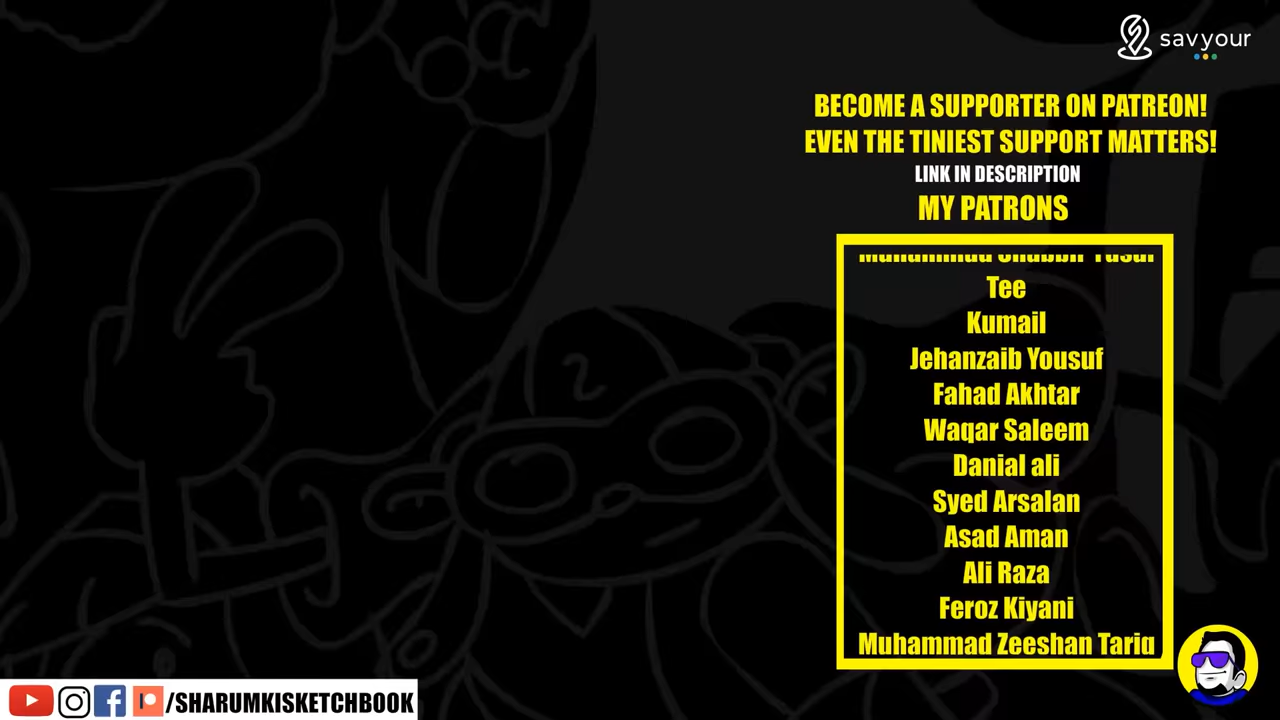 savyour
BECOME A SUPPORTER ON PATREON!
EVEN THE TINIEST SUPPORT MATTERS!
LINK IN DESCRIPTION
MY PATRONS
Tee
Kumail
Jehanzaib Yousuf
Fahad Akhtar
Waqar Saleem
Danial ali
Syed Arsalan
Asad Aman
Ali Raza
Feroz Kiyani
Muhammad Zeeshan Tariq
/SHARUMKISKETCHBOOK
2